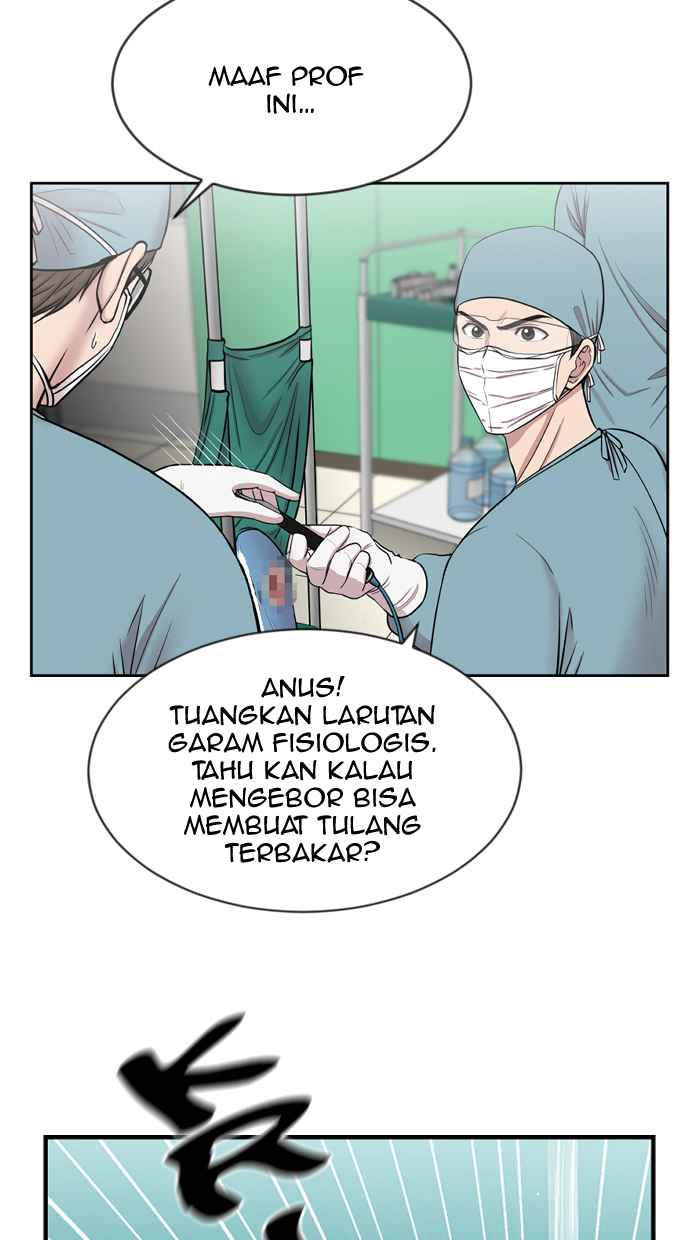 MAAF PROF
INI...
ANUS!
TUANGKAN LARUTAN
GARAM FISIOLOGIS.
TAHU KAN KALAU
MENGEBOR BISA
MEMBUAT TULANG
TERBAKAR?